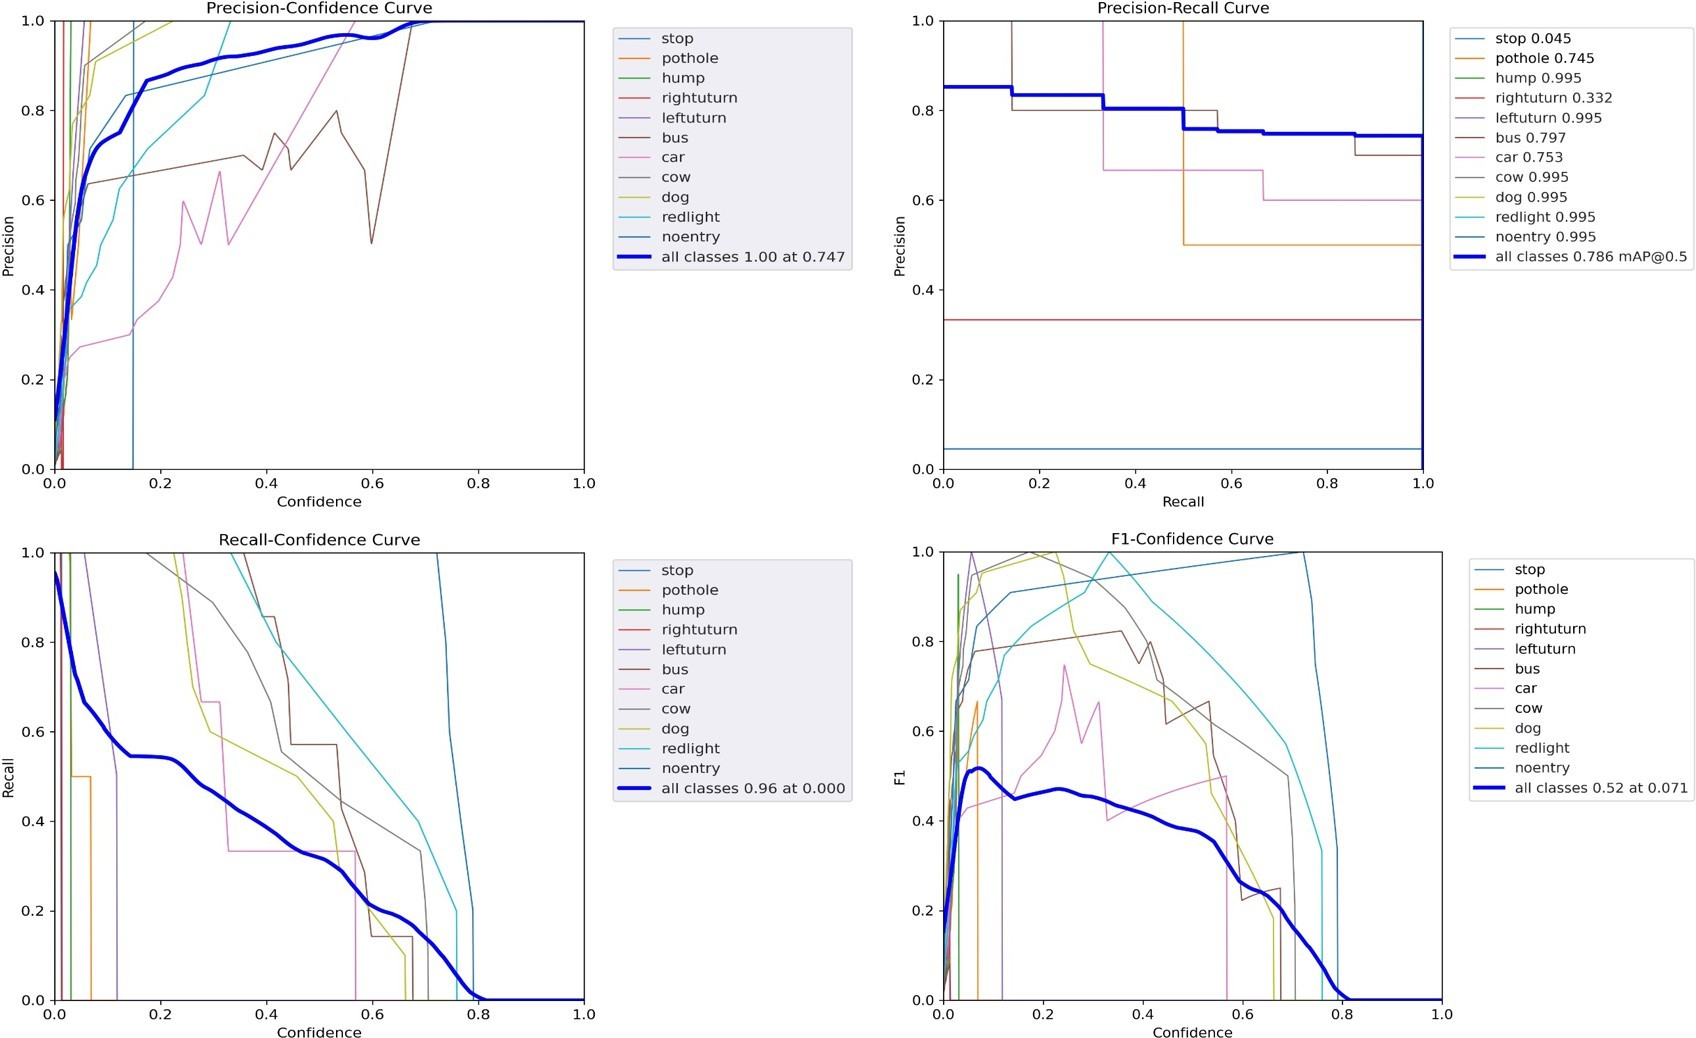 Precision-Confidence Curve
1.0
0.8
0.6
0.4
0.2
0.0
Precision
0.0 0.2 0.4 0.6 0.8 1.0
Confidence
stop
pothole
hump
rightuturn
leftuturn
bus
car
cow
dog
redlight
noentry
all classes 1.00 at 0.747
Precision-Recall Curve
1.0
0.8
0.6
0.4
0.2
0.0
Precision
0.0 0.2 0.4 0.6 0.8 1.0
Recall
stop 0.045
pothole 0.745
hump 0.995
rightuturn 0.332
leftuturn 0.995
bus 0.797
car 0.753
cow 0.995
dog 0.995
redlight 0.995
noentry 0.995
all classes 0.786 mAP@0.5
Recall-Confidence Curve
1.0
0.8
0.6
0.4
0.2
0.0
Recall
0.0 0.2 0.4 0.6 0.8 1.0
Confidence
stop
pothole
hump
rightuturn
leftuturn
bus
car
cow
dog
redlight
noentry
all classes 0.96 at 0.000
F1-Confidence Curve
1.0
0.8
0.6
0.4
0.2
0.0
F1
0.0 0.2 0.4 0.6 0.8 1.0
Confidence
stop
pothole
hump
rightuturn
leftuturn
bus
car
cow
dog
redlight
noentry
all classes 0.52 at 0.071